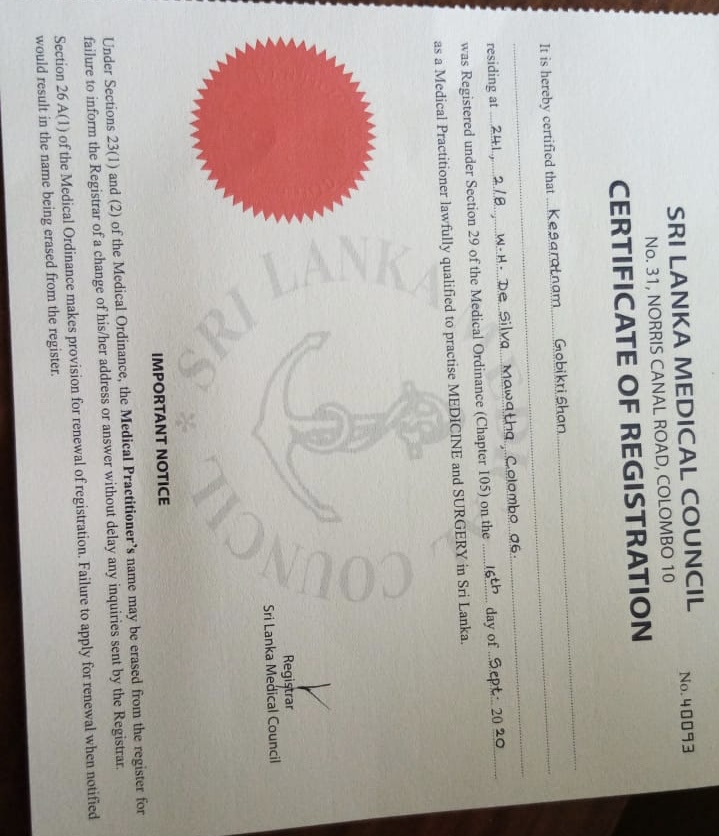 SRI LANKA MEDICAL COUNCIL
No. 31, NORRIS CANAL ROAD, COLOMBO 10
No. 40093
CERTIFICATE OF REGISTRATION
It is hereby certified that Kesaratnam Gobikrishan
residing at 241, 2/8, W.H. De Silva Mawatha, Colombo 06.
was Registered under Section 29 of the Medical Ordinance (Chapter 105) on the 16th day of Sept: 2020
as a Medical Practitioner lawfully qualified to practise MEDICINE and SURGERY in Sri Lanka.
SRI LANKA MEDICAL COUNCIL
Registrar
Sri Lanka Medical Council
IMPORTANT NOTICE
Under Sections 23(1) and (2) of the Medical Ordinance, the Medical Practitioner's name may be erased from the register for
failure to inform the Registrar of a change of his/her address or answer without delay any inquiries sent by the Registrar.
Section 26 A(1) of the Medical Ordinance makes provision for renewal of registration. Failure to apply for renewal when notified
would result in the name being erased from the register.